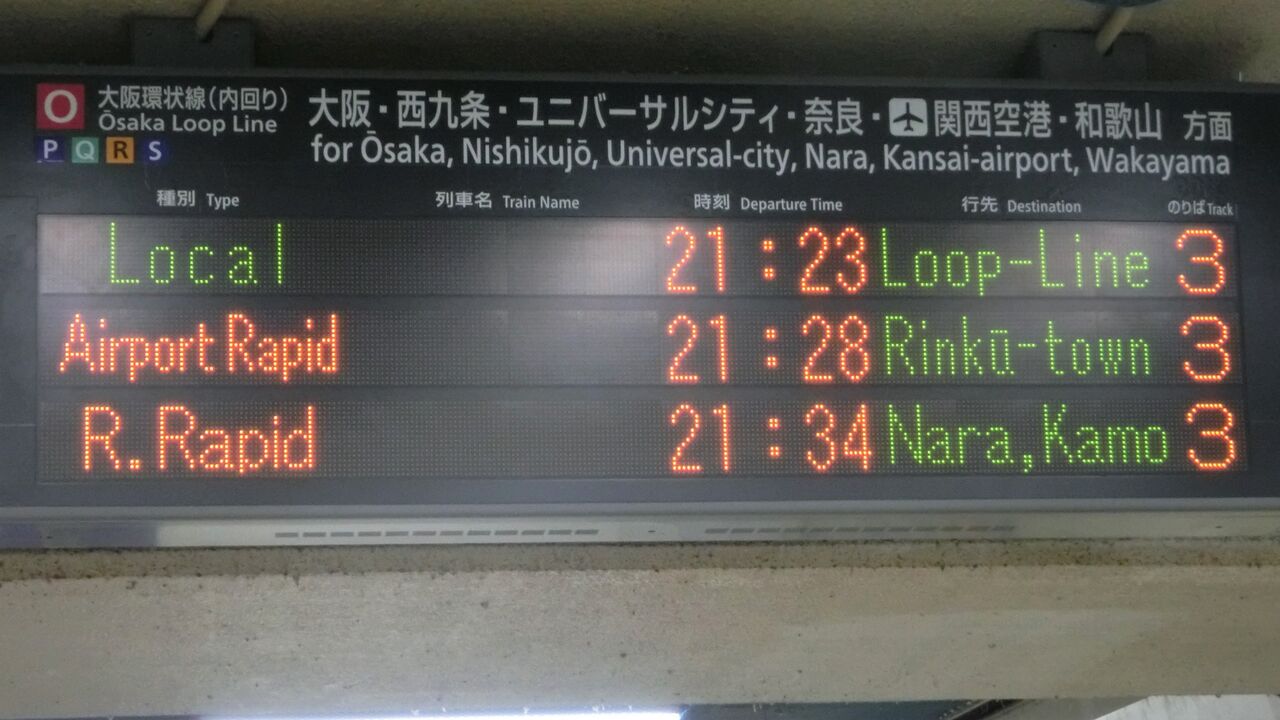 O 大阪環状線(内回り)
Ōsaka Loop Line
P Q R S
大阪・西九条・ユニバーサルシティ・奈良・関西空港・和歌山 方面
for Ōsaka, Nishikujō, Universal-city, Nara, Kansai-airport, Wakayama
種別 Type 列車名 Train Name 時刻 Departure Time 行先 Destination のりば Track
Local 21:23 Loop-Line 3
Airport Rapid 21:28 Rinkū-town 3
R.Rapid 21:34 Nara,Kamo 3